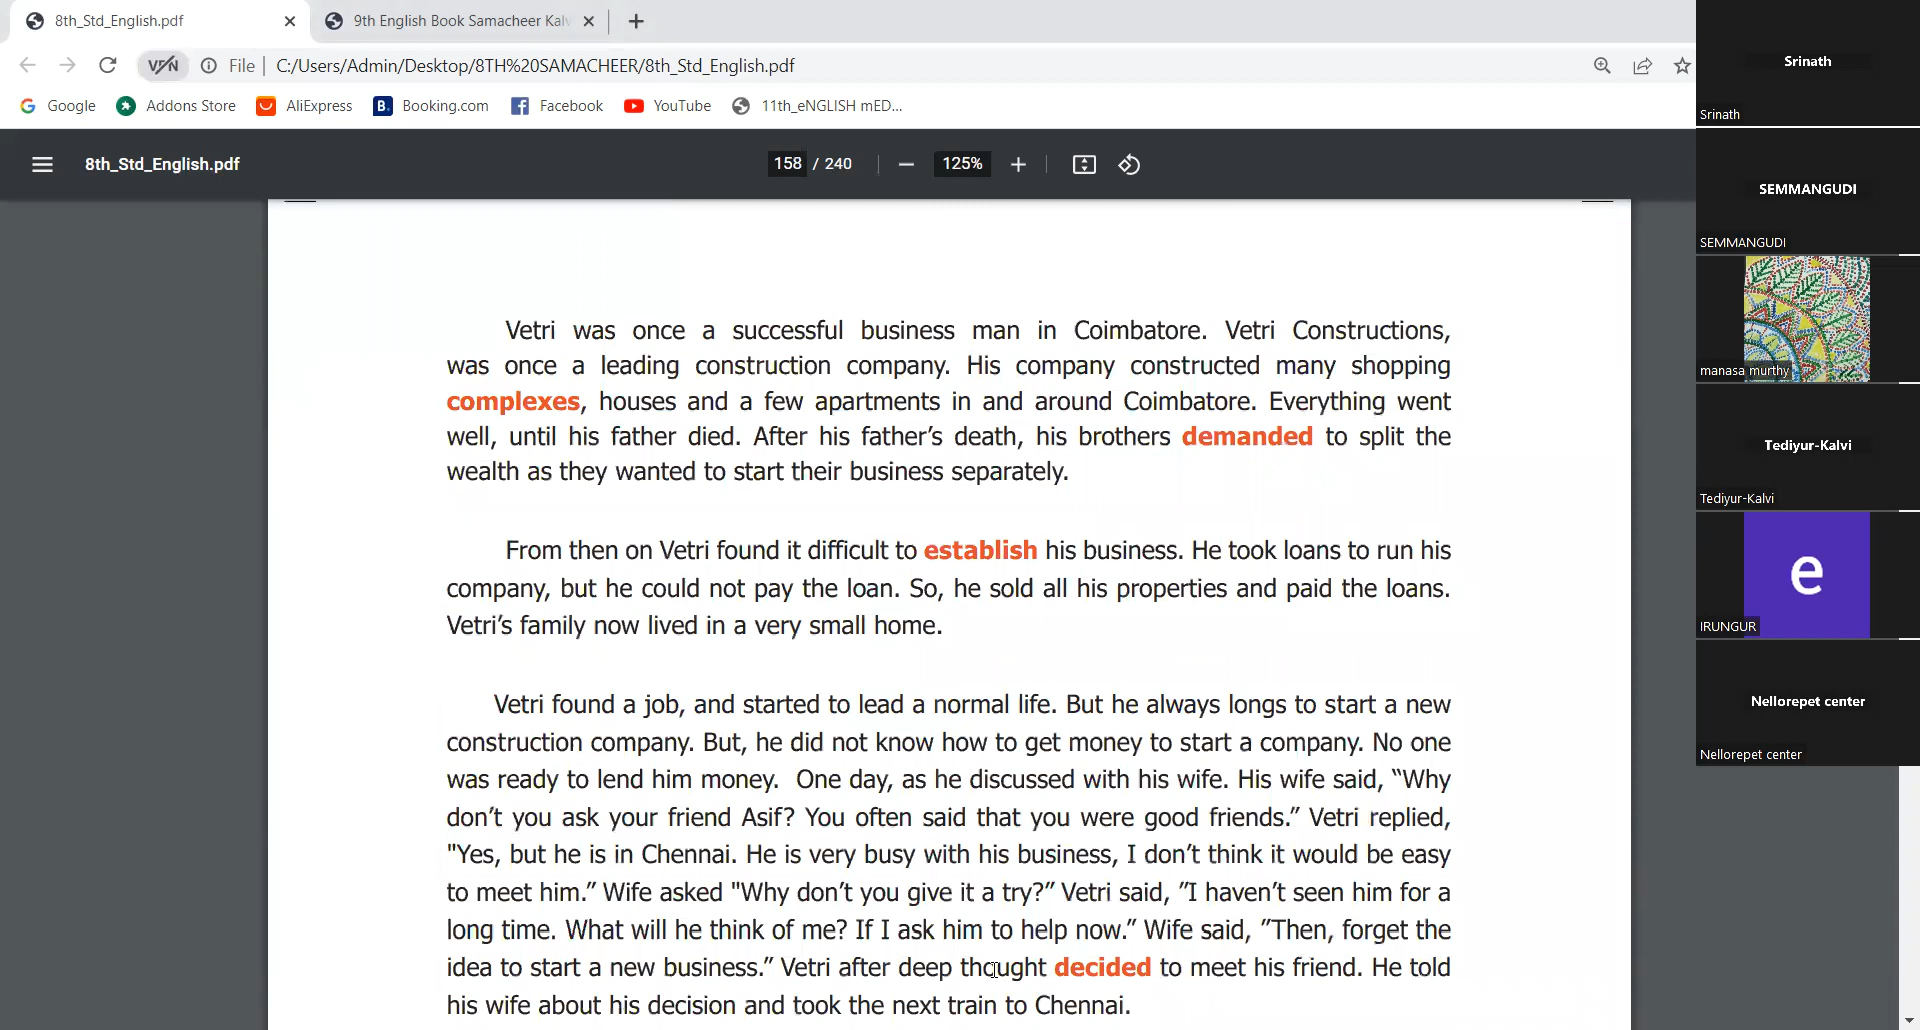 8th_Std_English.pdf
9th English Book Samacheer Kal
VPN File C:/Users/Admin/Desktop/8TH%20SAMACHEER/8th_Std_English.pdf
Google Addons Store AliExpress B. Booking.com Facebook YouTube 11th_eNGLISH mED...
8th_Std_English.pdf 158 / 240 125%
Vetri was once a successful business man in Coimbatore. Vetri Constructions,
was once a leading construction company. His company constructed many shopping
complexes, houses and a few apartments in and around Coimbatore. Everything went
well, until his father died. After his father’s death, his brothers demanded to split the
wealth as they wanted to start their business separately.
From then on Vetri found it difficult to establish his business. He took loans to run his
company, but he could not pay the loan. So, he sold all his properties and paid the loans.
Vetri’s family now lived in a very small home.
Vetri found a job, and started to lead a normal life. But he always longs to start a new
construction company. But, he did not know how to get money to start a company. No one
was ready to lend him money. One day, as he discussed with his wife. His wife said, “Why
don’t you ask your friend Asif? You often said that you were good friends.” Vetri replied,
"Yes, but he is in Chennai. He is very busy with his business, I don’t think it would be easy
to meet him.” Wife asked "Why don’t you give it a try?” Vetri said, ”I haven’t seen him for a
long time. What will he think of me? If I ask him to help now.” Wife said, ”Then, forget the
idea to start a new business.” Vetri after deep thought decided to meet his friend. He told
his wife about his decision and took the next train to Chennai.
Srinath
Srinath
SEMMANGUDI
SEMMANGUDI
manasa murthy
Tediyur-Kalvi
Tediyur-Kalvi
e
IRUNGUR
Nellorepet center
Nellorepet center